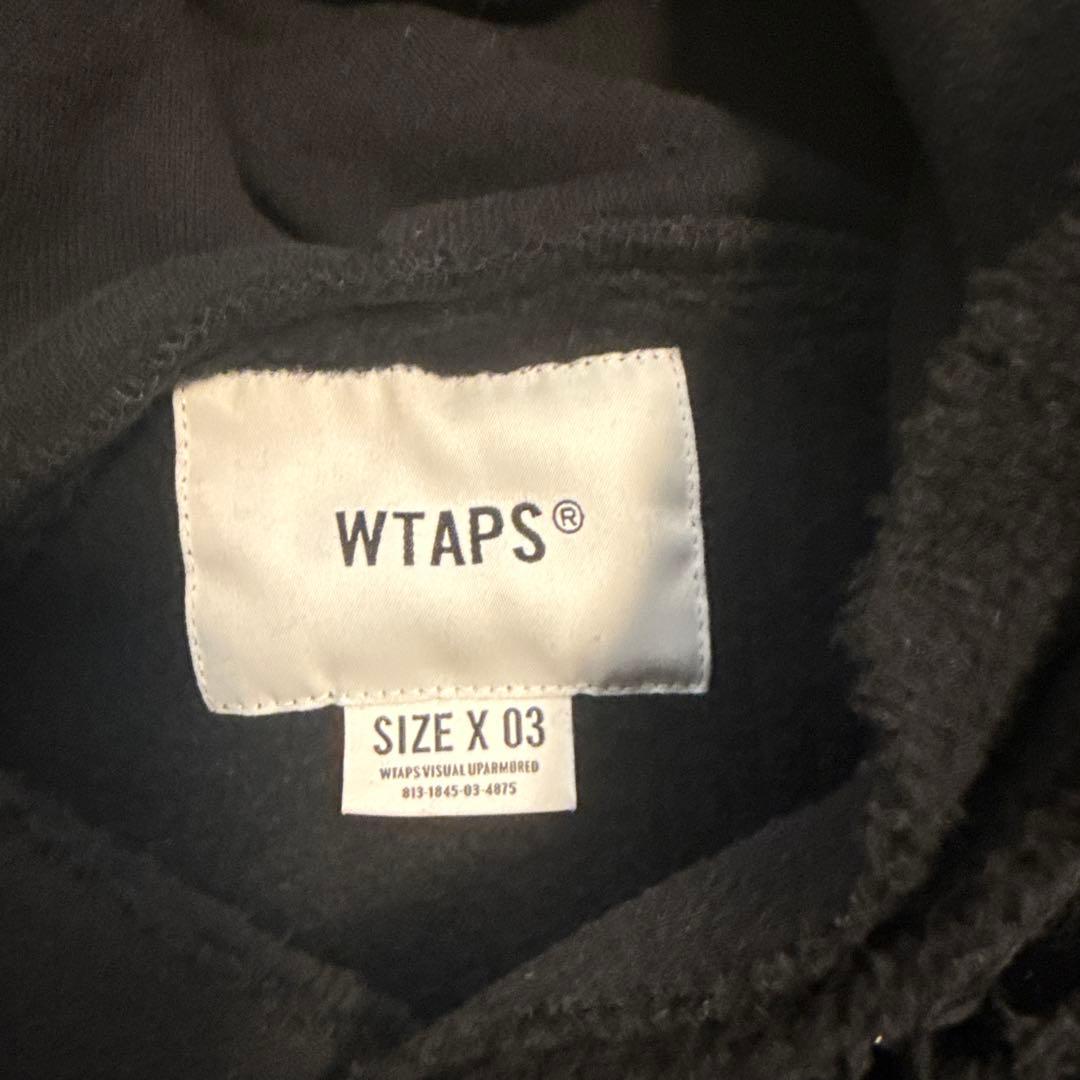 WTAPS®
SIZE X 03
WTAPS VISUAL UPARMORED
813-1845-03-4875